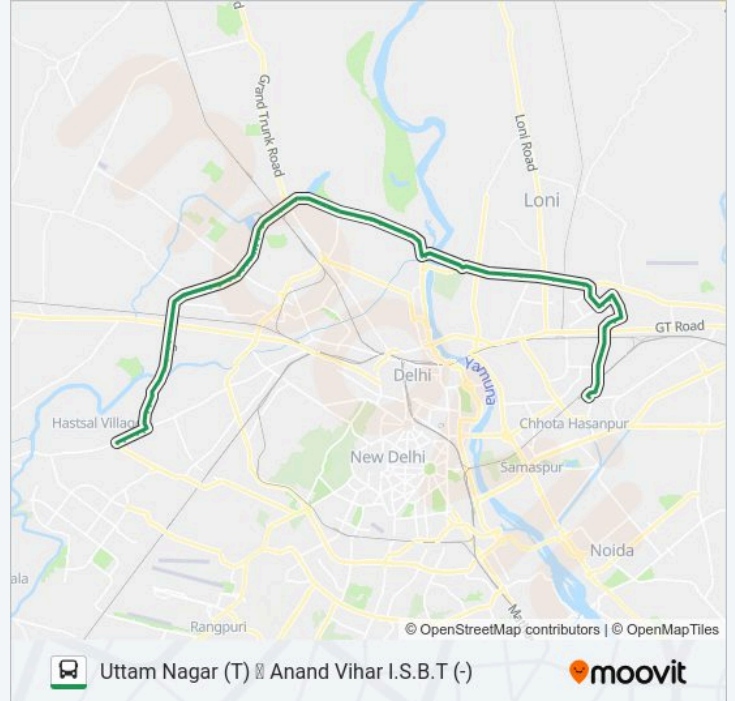 Grand Trunk Road
Loni Road
Loni
GT Road
Yamuna
Delhi
Hastsal Villag
Chhota Hasanpur
New Delhi
Samaspur
Noida
ala
Rangpuri
© OpenStreetMap contributors | © OpenMapTiles
Uttam Nagar (T) Anand Vihar I.S.B.T (-)
moovit